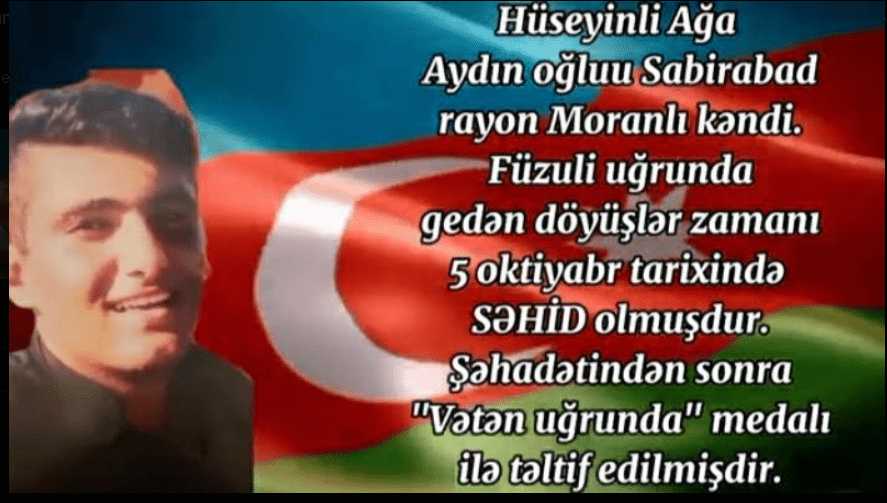 Hüseyinli Ağa
Aydın oğluu Sabirabad
rayon Moranlı kəndi.
Füzuli uğrunda
gedən döyüşlər zamanı
5 oktiyabr tarixində
SƏHİD olmuşdur.
Şəhadətindən sonra
"Vətən uğrunda" medalı
ilə təltif edilmişdir.